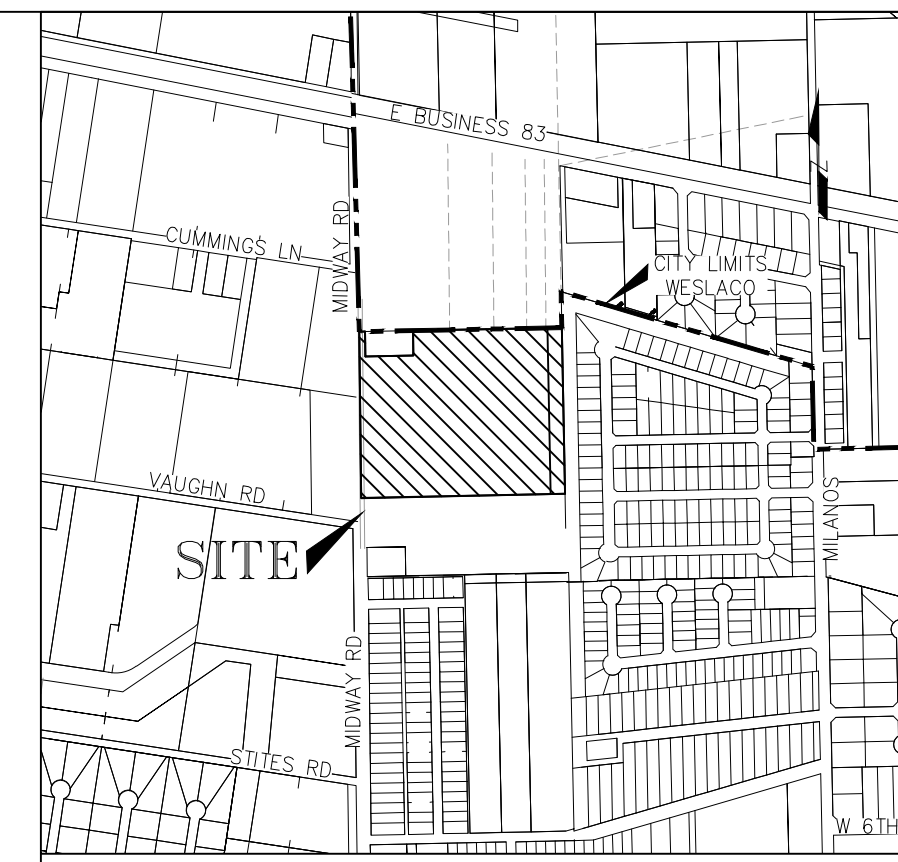 E BUSINESS 83
MIDWAY RD
CUMMINGS LN
CITY LIMITS
WESLACO
VAUGHN RD
MILANOS
SITE
MIDWAY RD
STITES RD
W 6TH